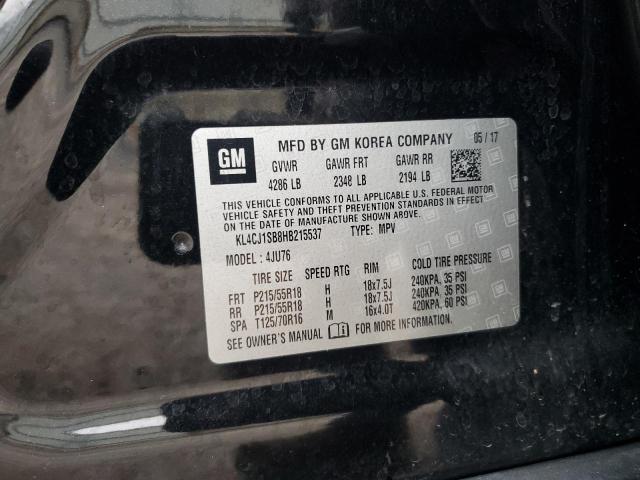 GM
MFD BY GM KOREA COMPANY 05/17
GVWR GAWR FRT GAWR RR
4286 LB 2348 LB 2194 LB
THIS VEHICLE CONFORMS TO ALL APPLICABLE U.S. FEDERAL MOTOR
VEHICLE SAFETY AND THEFT PREVENTION STANDARDS IN EFFECT
ON THE DATE OF MANUFACTURE SHOWN ABOVE.
KL4CJ1SB8HB215537 TYPE: MPV
MODEL: 4JU76
TIRE SIZE SPEED RTG RIM COLD TIRE PRESSURE
FRT P215/55R18 H 18x7.5J 240KPA, 35 PSI
RR P215/55R18 H 18x7.5J 240KPA, 35 PSI
SPA T125/70R16 M 16x4.0T 420KPA, 60 PSI
SEE OWNER'S MANUAL FOR MORE INFORMATION.